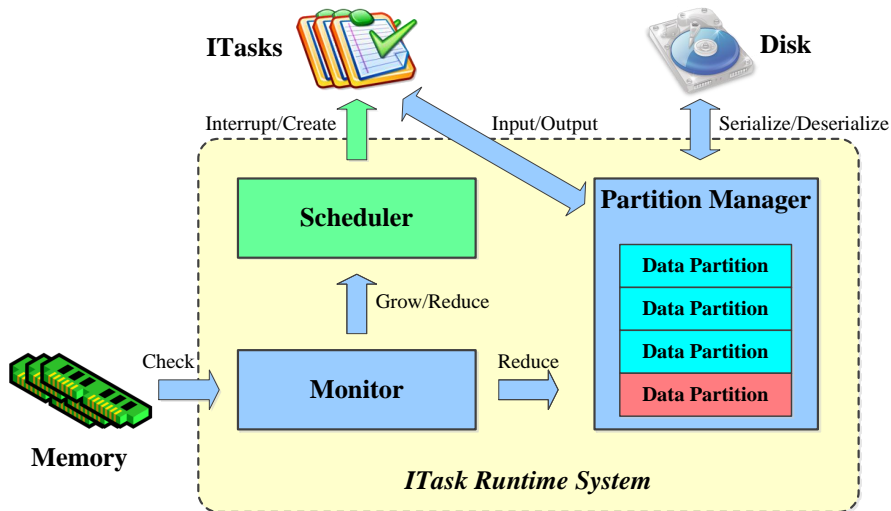 ITasks
Disk
Interrupt/Create
Input/Output
Serialize/Deserialize
Scheduler
Partition Manager
Data Partition
Data Partition
Data Partition
Data Partition
Grow/Reduce
Check
Monitor
Reduce
Memory
ITask Runtime System